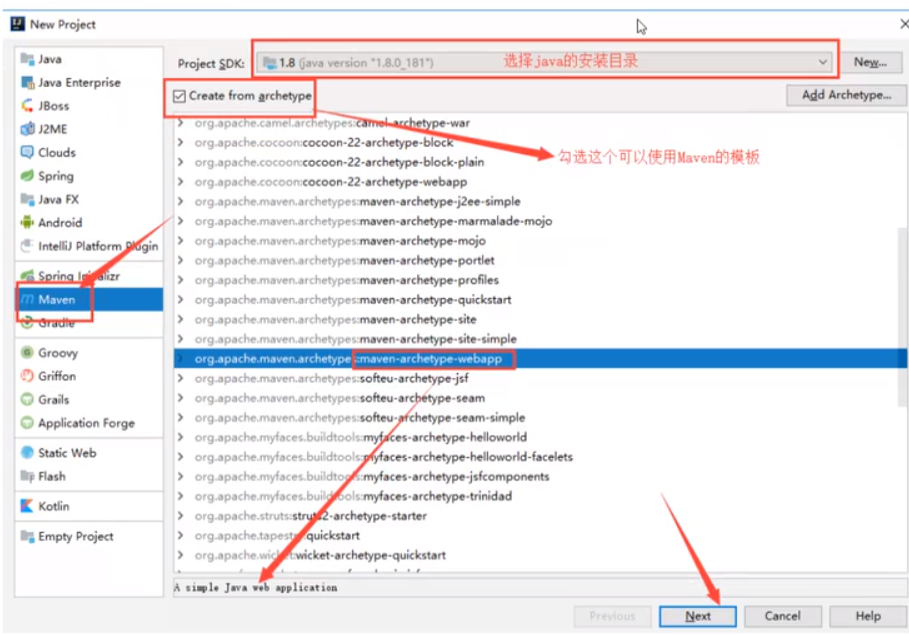 New Project
Java
Java Enterprise
JBoss
J2ME
Clouds
Spring
Java FX
Android
IntelliJ Platform Plugin
Spring Initializr
Maven
Gradle
Groovy
Griffon
Grails
Application Forge
Static Web
Flash
Kotlin
Empty Project
Project SDK: 1.8 (java version "1.8.0_181") 选择java的安装目录 New...
Create from archetype Add Archetype...
org.apache.camel.archetypes:camel-archetype-war
org.apache.cocoon:cocoon-22-archetype-block
org.apache.cocoon:cocoon-22-archetype-block-plain
勾选这个可以使用Maven的模板
org.apache.cocoon:cocoon-22-archetype-webapp
org.apache.maven.archetypes:maven-archetype-j2ee-simple
org.apache.maven.archetypes:maven-archetype-marmalade-mojo
org.apache.maven.archetypes:maven-archetype-mojo
org.apache.maven.archetypes:maven-archetype-portlet
org.apache.maven.archetypes:maven-archetype-profiles
org.apache.maven.archetypes:maven-archetype-quickstart
org.apache.maven.archetypes:maven-archetype-site
org.apache.maven.archetypes:maven-archetype-site-simple
org.apache.maven.archetypes:maven-archetype-webapp
org.apache.maven.archetypes:softeu-archetype-jsf
org.apache.maven.archetypes:softeu-archetype-seam
org.apache.maven.archetypes:softeu-archetype-seam-simple
org.apache.myfaces.buildtools:myfaces-archetype-helloworld
org.apache.myfaces.buildtools:myfaces-archetype-helloworld-facelets
org.apache.myfaces.buildtools:myfaces-archetype-jsfcomponents
org.apache.myfaces.buildtools:myfaces-archetype-trinidad
org.apache.struts:struts2-archetype-starter
org.apache.tapestry:quickstart
org.apache.wicket:wicket-archetype-quickstart
A simple Java web application
Previous Next Cancel Help